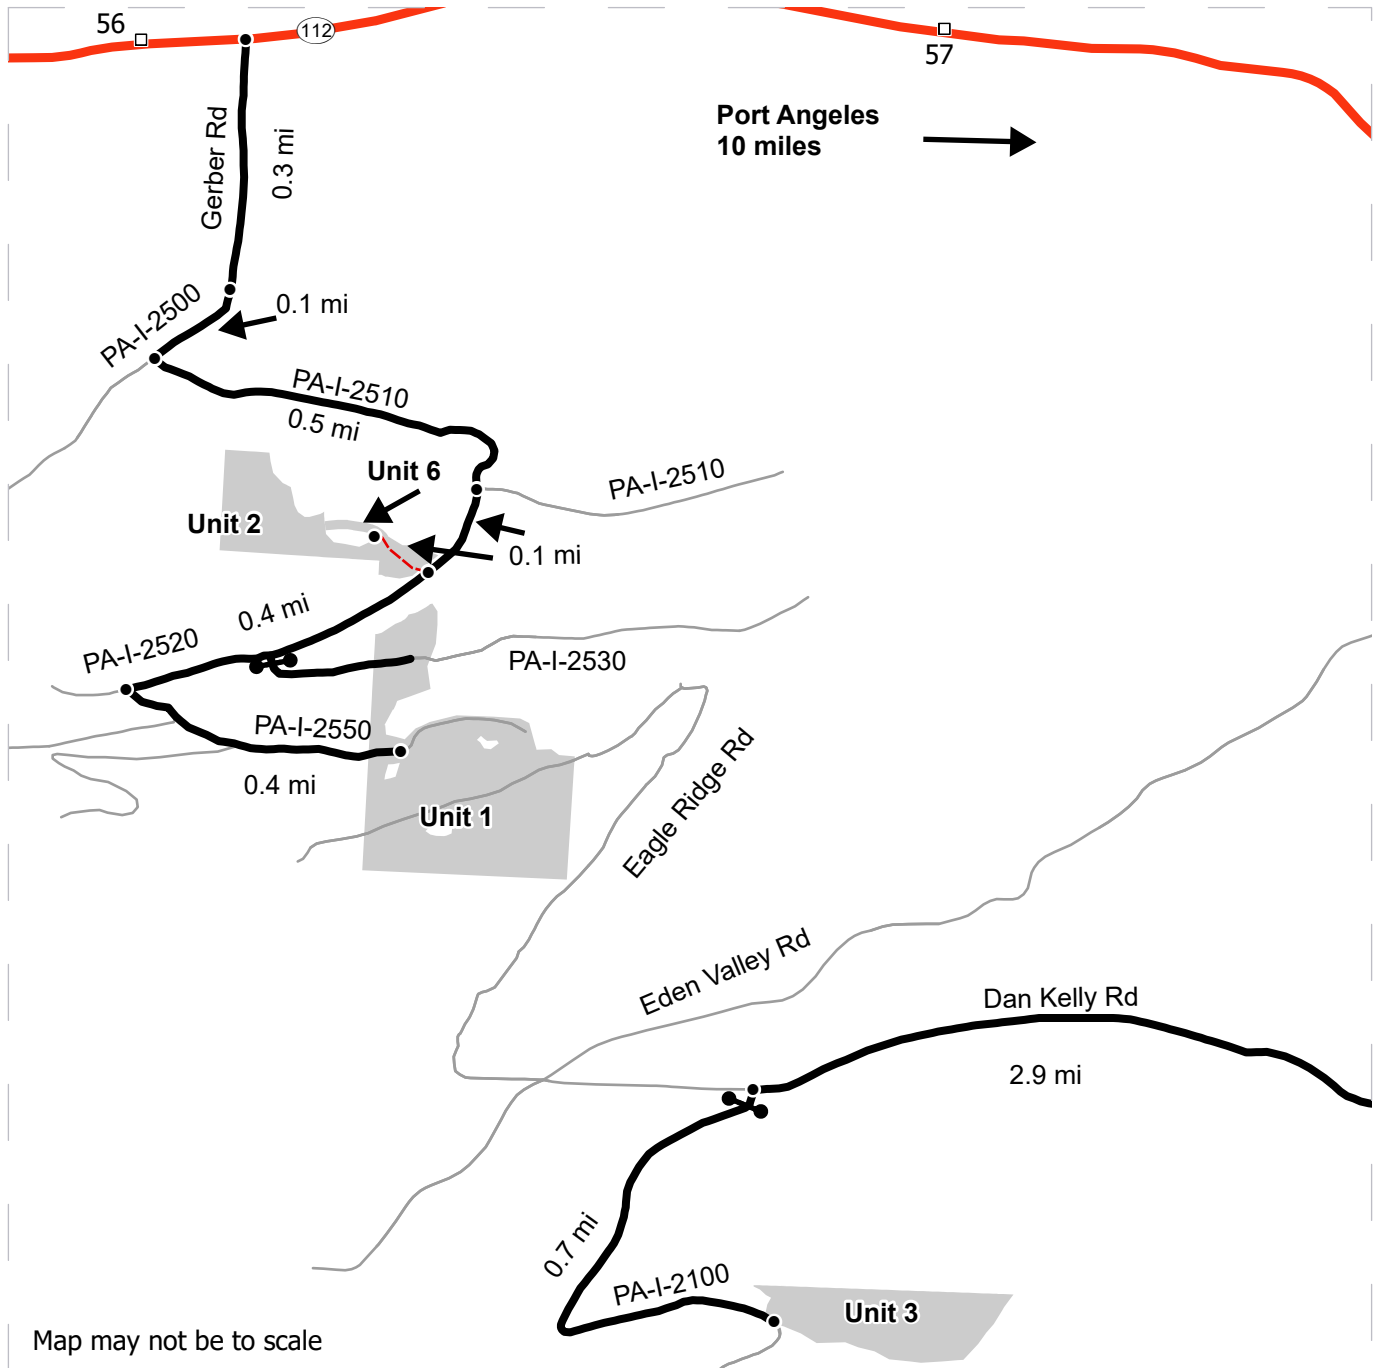 56
112
57
Port Angeles
10 miles
Gerber Rd
0.3 mi
PA-I-2500
0.1 mi
PA-I-2510
0.5 mi
Unit 6
PA-I-2510
Unit 2
0.1 mi
0.4 mi
PA-I-2520
PA-I-2530
PA-I-2550
0.4 mi
Unit 1
Eagle Ridge Rd
Eden Valley Rd
Dan Kelly Rd
2.9 mi
0.7 mi
PA-I-2100
Unit 3
Map may not be to scale